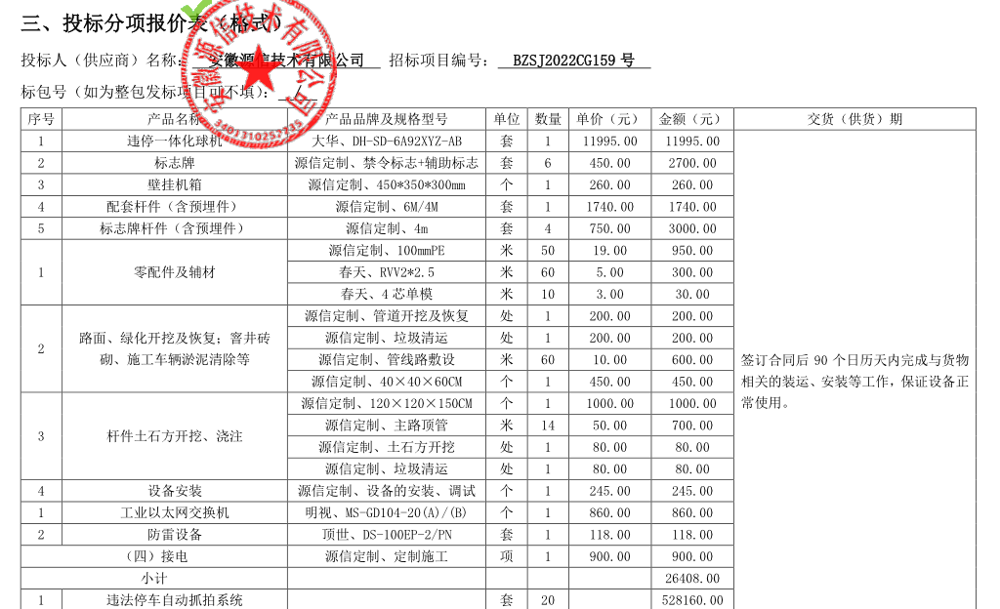 三、投标分项报价表（格式）
投标人（供应商）名称： 安徽源信技术有限公司 招标项目编号： BZSJ2022CG159 号
标包号（如为整包发标项目可不填）： /
安徽源信技术有限公司
3401310252735
序号 产品名称 产品品牌及规格型号 单位 数量 单价（元） 金额（元） 交货（供货）期
1 违停一体化球机 大华、DH-SD-6A92XYZ-AB 套 1 11995.00 11995.00
2 标志牌 源信定制、禁令标志+辅助标志 套 6 450.00 2700.00
3 壁挂机箱 源信定制、450*350*300mm 个 1 260.00 260.00
4 配套杆件（含预埋件） 源信定制、6M/4M 套 1 1740.00 1740.00
5 标志牌杆件（含预埋件） 源信定制、4m 套 4 750.00 3000.00
1 零配件及辅材 源信定制、100mmPE 米 50 19.00 950.00
春天、RVV2*2.5 米 60 5.00 300.00
春天、4 芯单模 米 10 3.00 30.00
2 路面、绿化开挖及恢复；窨井砖
砌、施工车辆淤泥清除等
源信定制、管道开挖及恢复 处 1 200.00 200.00
源信定制、垃圾清运 处 1 200.00 200.00
源信定制、管线路敷设 米 60 10.00 600.00
源信定制、40×40×60CM 个 1 450.00 450.00
3 杆件土石方开挖、浇注 源信定制、120×120×150CM 个 1 1000.00 1000.00
源信定制、主路顶管 米 14 50.00 700.00
源信定制、土石方开挖 处 1 80.00 80.00
源信定制、垃圾清运 处 1 80.00 80.00
4 设备安装 源信定制、设备的安装、调试 个 1 245.00 245.00
1 工业以太网交换机 明视、MS-GD104-20(A)/(B) 个 1 860.00 860.00
2 防雷设备 顶世、DS-100EP-2/PN 套 1 118.00 118.00
（四）接电 源信定制、定制施工 项 1 900.00 900.00
小计 26408.00
1 违法停车自动抓拍系统 套 20 528160.00
签订合同后 90 个日历天内完成与货物
相关的装运、安装等工作，保证设备正
常使用。